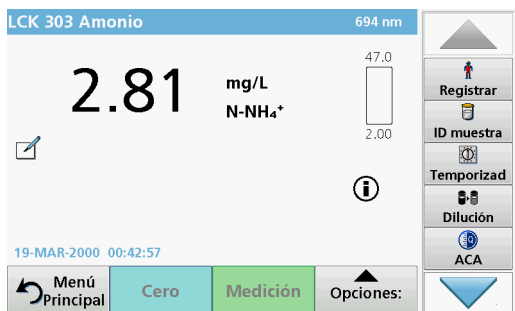 LCK 303 Amonio 694 nm
47.0
2.81 mg/L
N-NH₄⁺
2.00
19-MAR-2000 00:42:57
Menú Principal
Cero
Medición
Opciones:
Registrar
ID muestra
Temporizad
Dilución
ACA